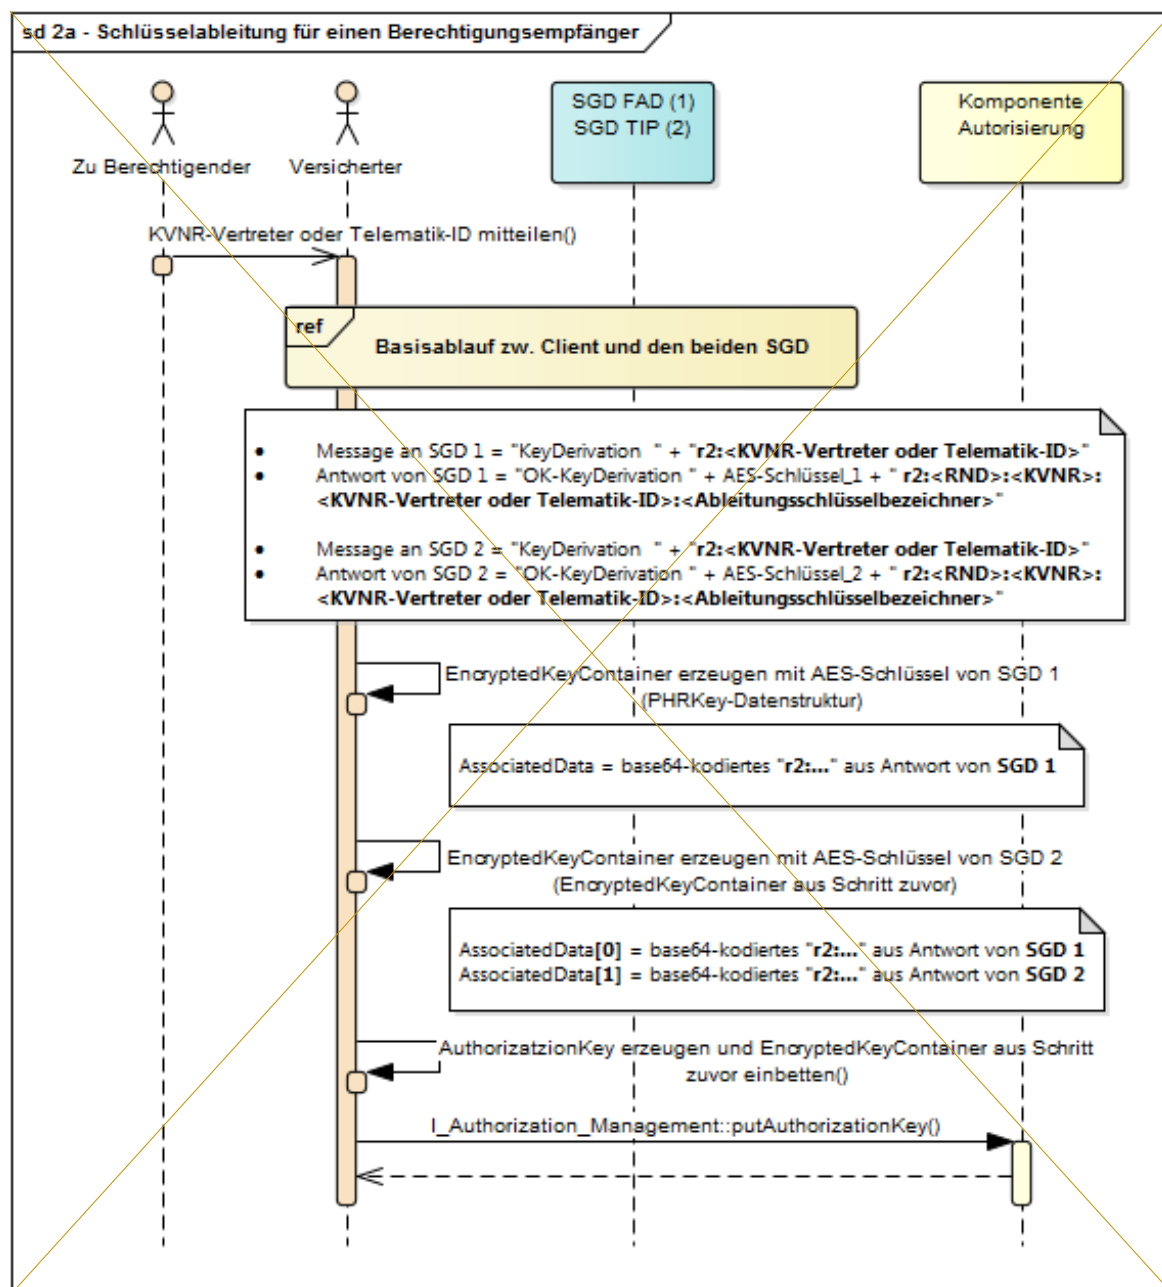 sd 2a - Schlüsselableitung für einen Berechtigungsempfänger
SGD FAD (1)
SGD TIP (2)
Komponente
Autorisierung
Zu Berechtigender
Versicherter
KVNR-Vertreter oder Telematik-ID mitteilen()
ref
Basisablauf zw. Client und den beiden SGD
• Message an SGD 1 = "KeyDerivation " + "r2:<KVNR-Vertreter oder Telematik-ID>"
• Antwort von SGD 1 = "OK-KeyDerivation " + AES-Schlüssel_1 + " r2:<RND>:<KVNR>:
<KVNR-Vertreter oder Telematik-ID>:<Ableitungsschlüsselbezeichner>"
• Message an SGD 2 = "KeyDerivation " + "r2:<KVNR-Vertreter oder Telematik-ID>"
• Antwort von SGD 2 = "OK-KeyDerivation " + AES-Schlüssel_2 + " r2:<RND>:<KVNR>:
<KVNR-Vertreter oder Telematik-ID>:<Ableitungsschlüsselbezeichner>"
EncryptedKeyContainer erzeugen mit AES-Schlüssel von SGD 1
(PHRKey-Datenstruktur)
AssociatedData = base64-kodiertes "r2:..." aus Antwort von SGD 1
EncryptedKeyContainer erzeugen mit AES-Schlüssel von SGD 2
(EncryptedKeyContainer aus Schritt zuvor)
AssociatedData[0] = base64-kodiertes "r2:..." aus Antwort von SGD 1
AssociatedData[1] = base64-kodiertes "r2:..." aus Antwort von SGD 2
AuthorizatzionKey erzeugen und EncryptedKeyContainer aus Schritt
zuvor einbetten()
I_Authorization_Management::putAuthorizationKey()